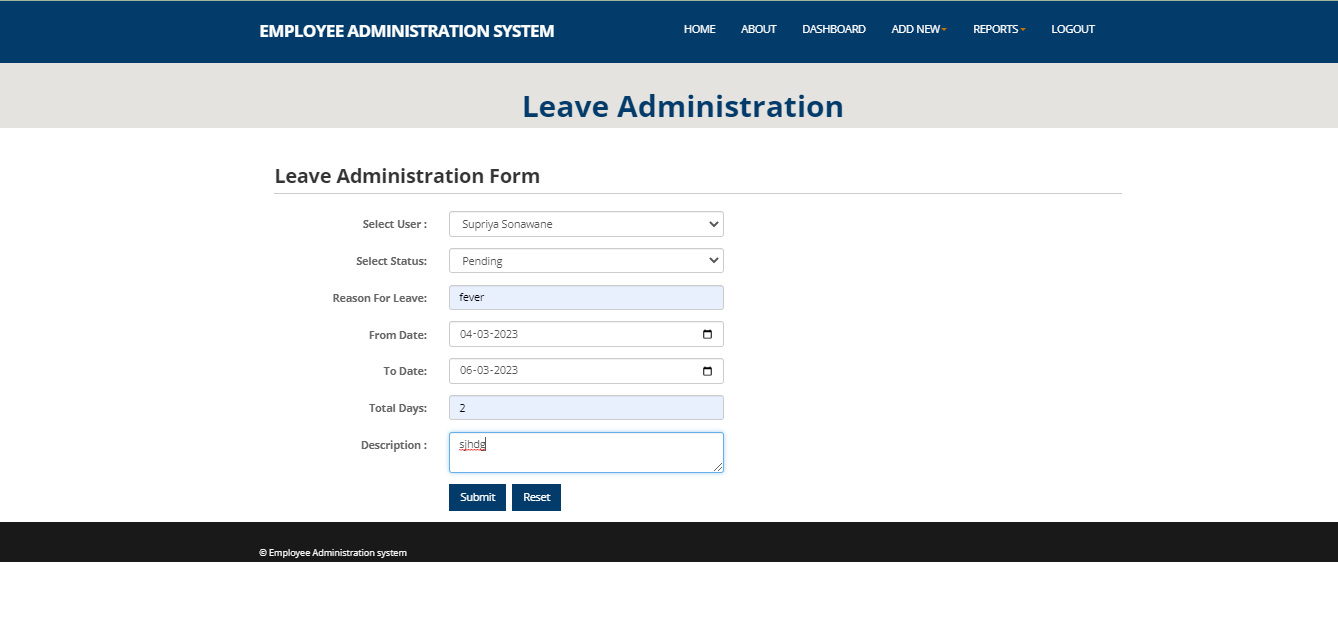 EMPLOYEE ADMINISTRATION SYSTEM HOME ABOUT DASHBOARD ADD NEW REPORTS LOGOUT
Leave Administration
Leave Administration Form
Select User : Supriya Sonawane
Select Status: Pending
Reason For Leave: fever
From Date: 04-03-2023
To Date: 06-03-2023
Total Days: 2
Description : sjhdg
Submit Reset
© Employee Administration system